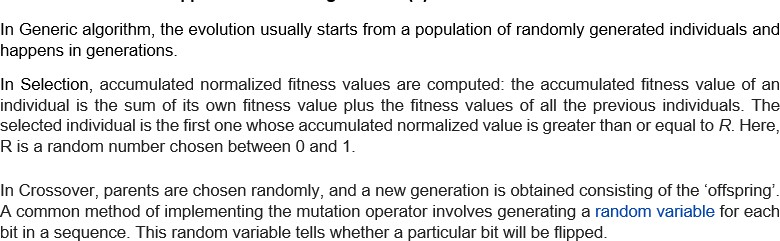 In Generic algorithm, the evolution usually starts from a population of randomly generated individuals and
happens in generations.
In Selection, accumulated normalized fitness values are computed: the accumulated fitness value of an
individual is the sum of its own fitness value plus the fitness values of all the previous individuals. The
selected individual is the first one whose accumulated normalized value is greater than or equal to R. Here,
R is a random number chosen between 0 and 1.
In Crossover, parents are chosen randomly, and a new generation is obtained consisting of the ‘offspring’.
A common method of implementing the mutation operator involves generating a random variable for each
bit in a sequence. This random variable tells whether a particular bit will be flipped.